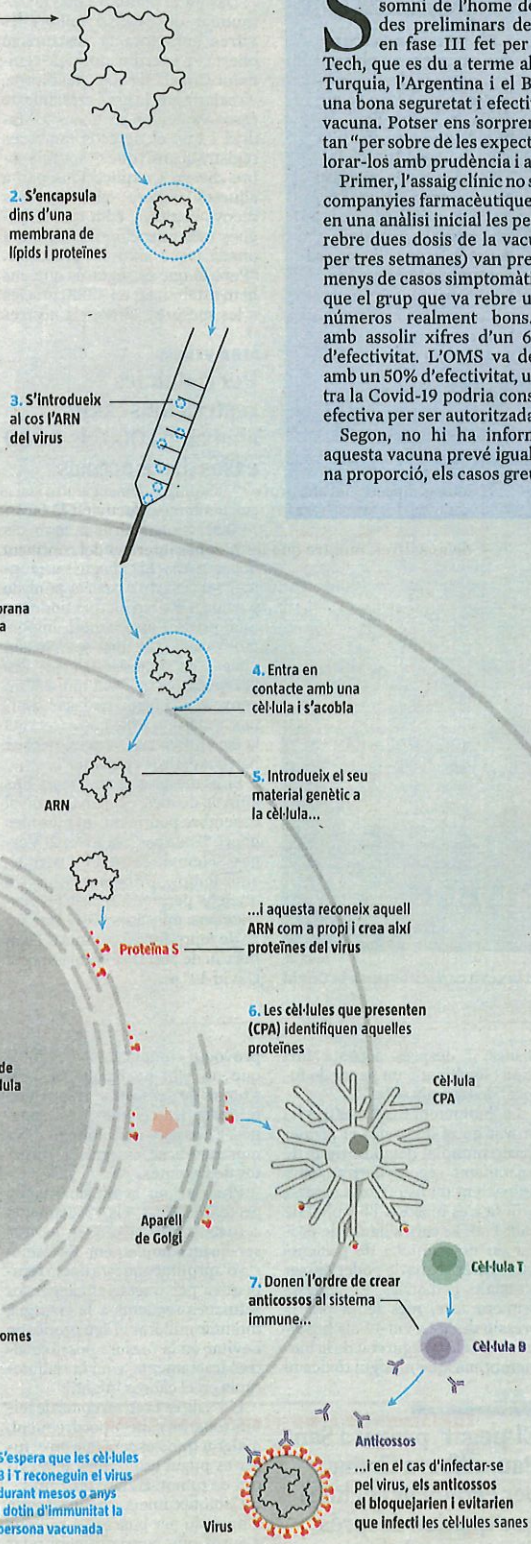 somni de l'home de
des preliminars de
en fase III fet per
Tech, que es du a terme al
Turquia, l'Argentina i el B
una bona seguretat i efecti
vacuna. Potser ens sorpren
tan "per sobre de les expect
lorar-los amb prudència i a
Primer, l'assaig clínic no s
companyies farmacèutique
en una anàlisi inicial les pe
rebre dues dosis de la vacu
per tres setmanes) van pre
menys de casos simptomàt
que el grup que va rebre u
números realment bons.
amb assolir xifres d'un 6
d'efectivitat. L'OMS va de
amb un 50% d'efectivitat, u
tra la Covid-19 podria cons
efectiva per ser autoritzada
Segon, no hi ha inform
aquesta vacuna prevé igual
na proporció, els casos greu
2. S'encapsula
dins d'una
membrana de
lípids i proteïnes
3. S'introdueix
al cos l'ARN
del virus
brana
a
4. Entra en
contacte amb una
cèl·lula i s'acobla
ARN
5. Introdueix el seu
material genètic a
la cèl·lula...
Proteïna S
...i aquesta reconeix aquell
ARN com a propi i crea així
proteïnes del virus
6. Les cèl·lules que presenten
(CPA) identifiquen aquelles
proteïnes
de
lula
Cèl·lula
CPA
Aparell
de Golgi
7. Donen l'ordre de crear
anticossos al sistema
immune...
Cèl·lula T
Cèl·lula B
omes
Anticossos
...i en el cas d'infectar-se
pel virus, els anticossos
el bloquejarien i evitarien
que infecti les cèl·lules sanes
S'espera que les cèl·lules
B i T reconeguin el virus
durant mesos o anys
i dotin d'immunitat la
persona vacunada
Virus